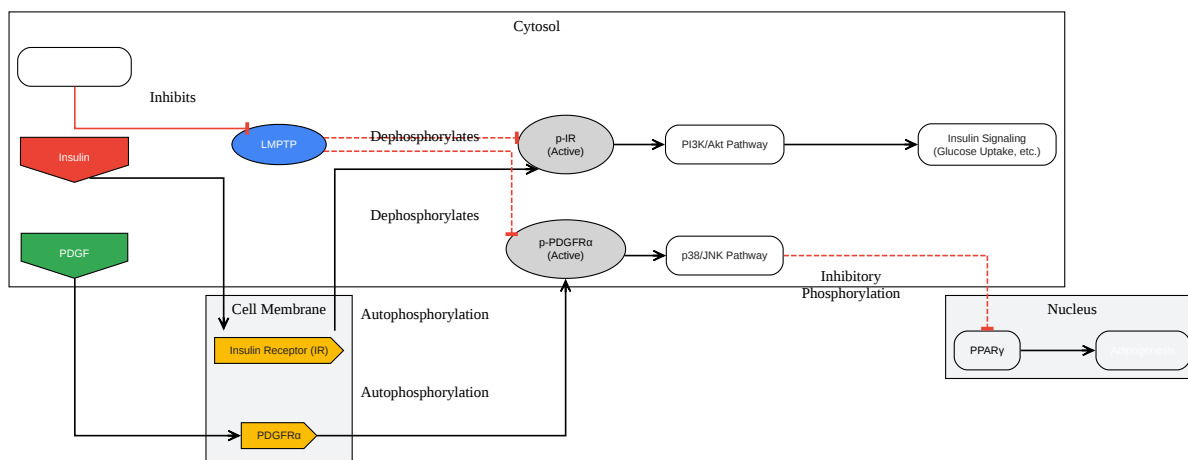 Cytosol
Inhibits
LMPTP
Dephosphorylates
p-IR
(Active)
PI3K/Akt Pathway
Insulin Signaling
(Glucose Uptake, etc.)
Insulin
Dephosphorylates
PDGF
p-PDGFRα
(Active)
p38/JNK Pathway
Inhibitory
Phosphorylation
Cell Membrane
Autophosphorylation
Nucleus
Insulin Receptor (IR)
PPARγ
Adipogenesis
Autophosphorylation
PDGFRα